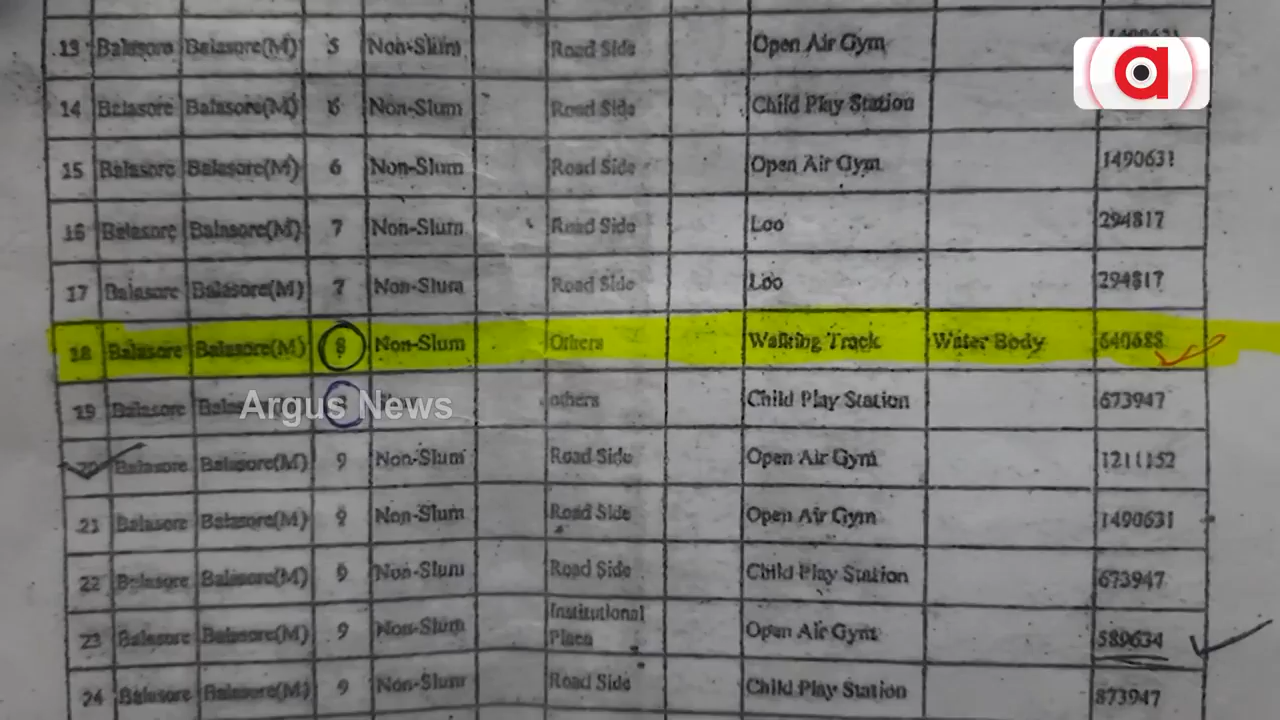 13 Balasore Balasore(M) 5 Non-Slum Road Side Open Air Gym 1490631
14 Balasore Balasore(M) 6 Non-Slum Road Side Child Play Station
15 Balasore Balasore(M) 6 Non-Slum Road Side Open Air Gym 1490631
16 Balasore Balasore(M) 7 Non-Slum Road Side Loo 294817
17 Balasore Balasore(M) 7 Non-Slum Road Side Loo 294817
18 Balasore Balasore(M) 8 Non-Slum Others Walking Track Water Body 640688
19 Balasore others Child Play Station 673947
Argus News
20 Balasore Balasore(M) 9 Non-Slum Road Side Open Air Gym 1211152
21 Balasore Balasore(M) 9 Non-Slum Road Side Open Air Gym 1490631
22 Balasore Balasore(M) 9 Non-Slum Road Side Child Play Station 673947
23 Balasore Balasore(M) 9 Non-Slum Institutional Open Air Gym 589634
Place
24 Balasore Balasore(M) 9 Non-Slum Road Side Child Play Station 873947